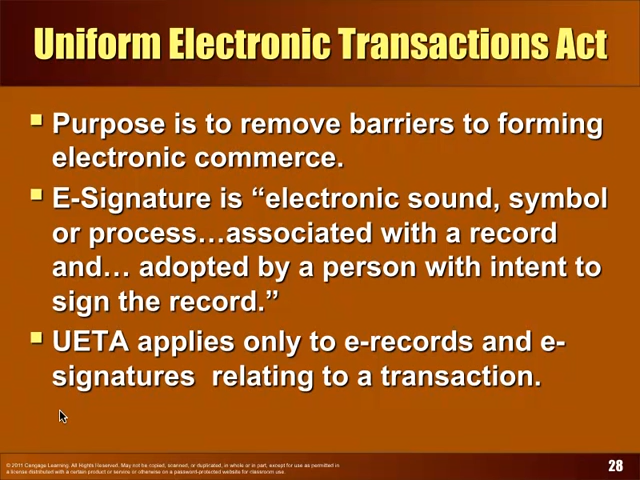 Uniform Electronic Transactions Act
Purpose is to remove barriers to forming
electronic commerce.
E-Signature is “electronic sound, symbol
or process…associated with a record
and… adopted by a person with intent to
sign the record.”
UETA applies only to e-records and e-
signatures relating to a transaction.
© 2011 Cengage Learning. All Rights Reserved. May not be copied, scanned, or duplicated, in whole or in part, except for use as permitted in
a license distributed with a certain product or service or otherwise on a password-protected website for classroom use.
28